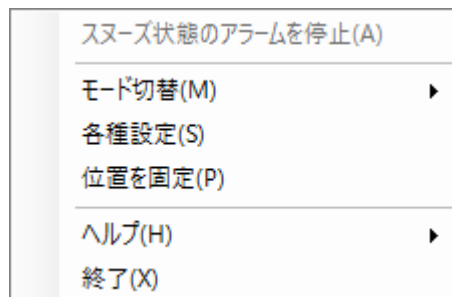 スヌーズ状態のアラームを停止(A)
モード切替(M)
各種設定(S)
位置を固定(P)
ヘルプ(H)
終了(X)